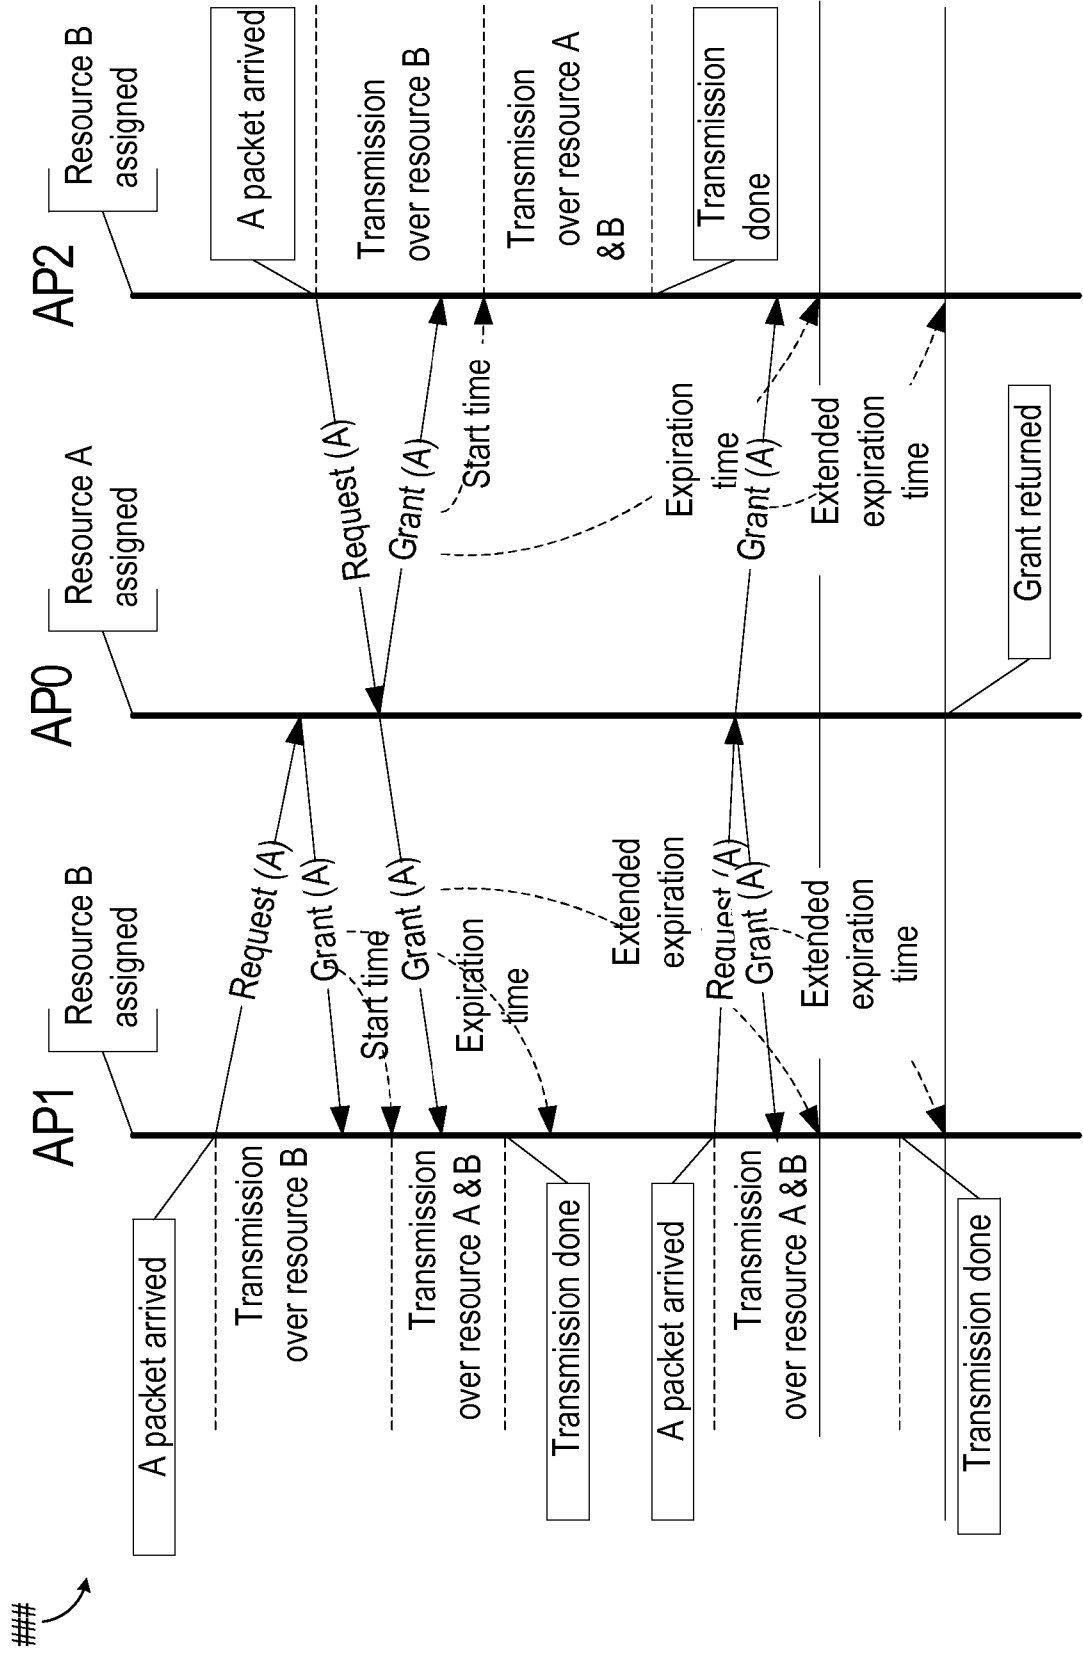 ###
AP1
AP0
AP2
Resource B
assigned
Resource A
assigned
Resource B
assigned
A packet arrived
Transmission
over resource B
Request (A)
Grant (A)
Start time
A packet arrived
Transmission
over resource B
Request (A)
Grant (A)
Start time
Grant (A)
Expiration
time
Transmission
over resource A & B
Transmission done
Transmission
over resource A
&B
Transmission
done
Expiration
time
Extended
expiration
A packet arrived
Request (A)
Grant (A)
Grant (A)
Transmission
over resource A &B
Extended
expiration
time
Extended
expiration
time
Transmission done
Grant returned